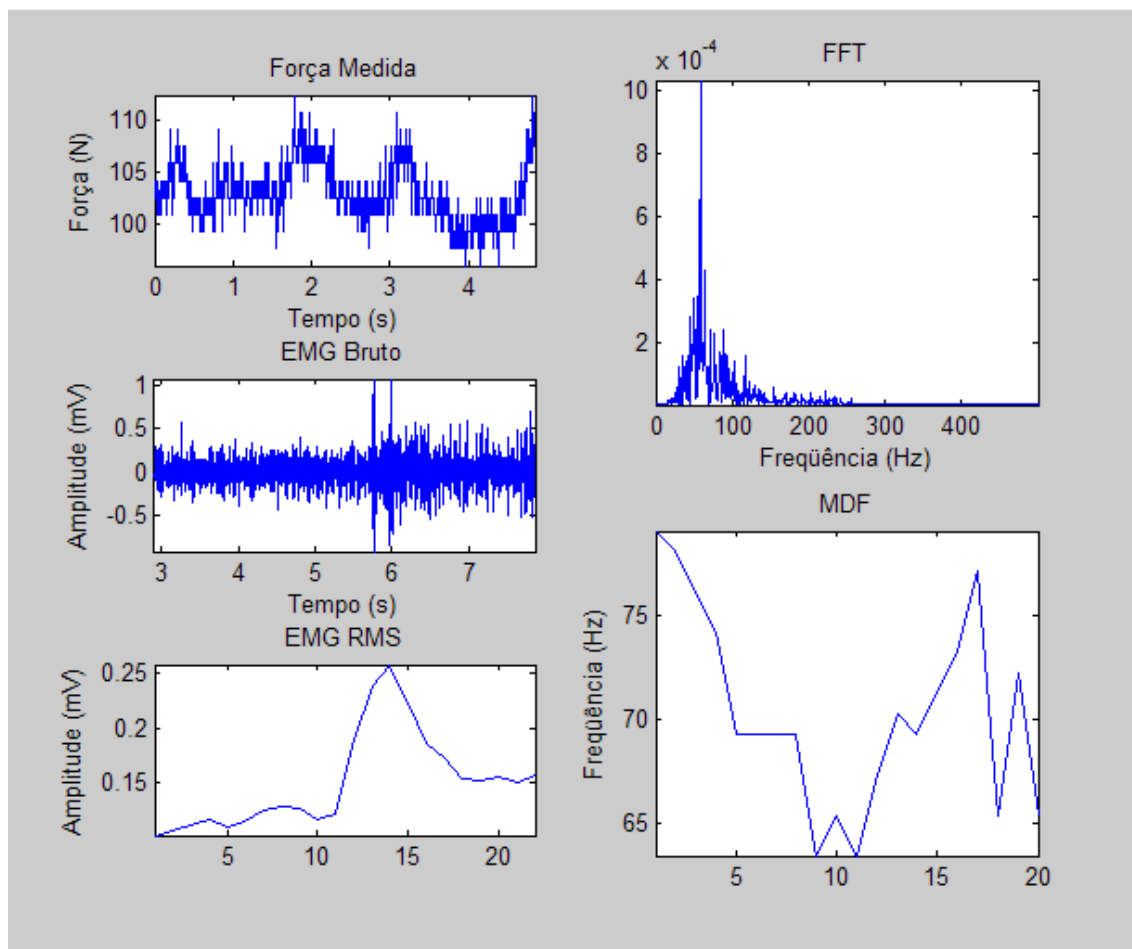 Força Medida
110
105
100
Força (N)
0 1 2 3 4
Tempo (s)
EMG Bruto
1
0.5
0
-0.5
Amplitude (mV)
3 4 5 6 7
Tempo (s)
EMG RMS
0.25
0.2
0.15
Amplitude (mV)
5 10 15 20
x 10^-4
FFT
10
8
6
4
2
0 100 200 300 400
Freqüência (Hz)
MDF
75
70
65
Freqüência (Hz)
5 10 15 20